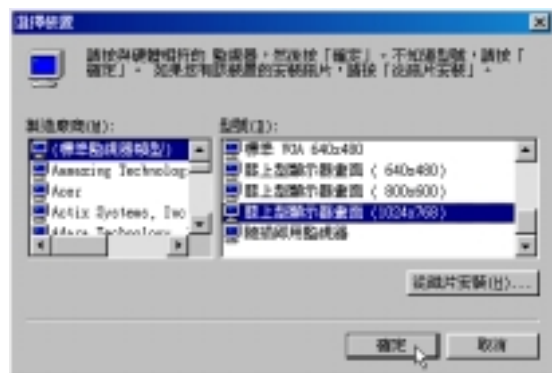 選擇裝置
請按與硬體相符的 監視器，然後按「確定」。不知道型號，請按「
確定」。 如果您有該裝置的安裝磁片，請按「從磁片安裝」。
製造廠商(M):
(標準監視器模型)
Aamazing Technolog
Acer
Actix Systems, Inc
Adara Technology,
型號(D):
標準 VGA 640x480
膝上型顯示器畫面 ( 640x480)
膝上型顯示器畫面 ( 800x600)
膝上型顯示器畫面 (1024x768)
隨插即用監視器
從磁片安裝(H)...
確定
取消